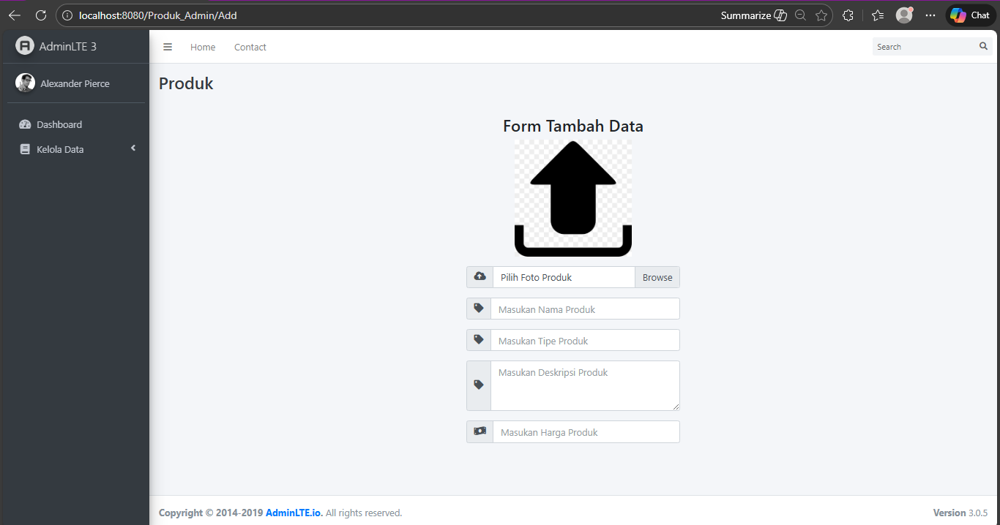 localhost:8080/Produk_Admin/Add
Summarize
Chat
AdminLTE 3
Home
Contact
Search
Alexander Pierce
Produk
Dashboard
Kelola Data
Form Tambah Data
Pilih Foto Produk
Browse
Masukan Nama Produk
Masukan Tipe Produk
Masukan Deskripsi Produk
Masukan Harga Produk
Copyright © 2014-2019 AdminLTE.io. All rights reserved.
Version 3.0.5